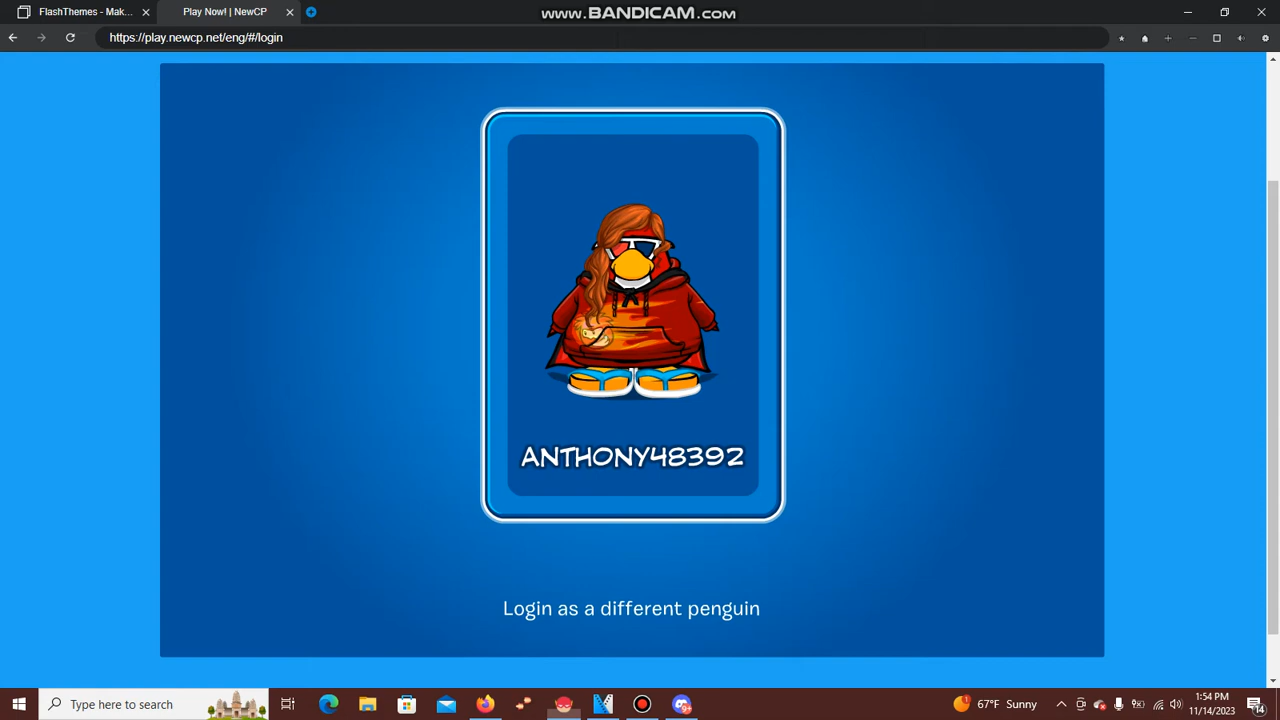 FlashThemes - Mak...
Play Now! | NewCP
www.BANDICAM.com
https://play.newcp.net/eng/#/login
ANTHONY48392
Login as a different penguin
Type here to search
67°F Sunny
1:54 PM
11/14/2023
14